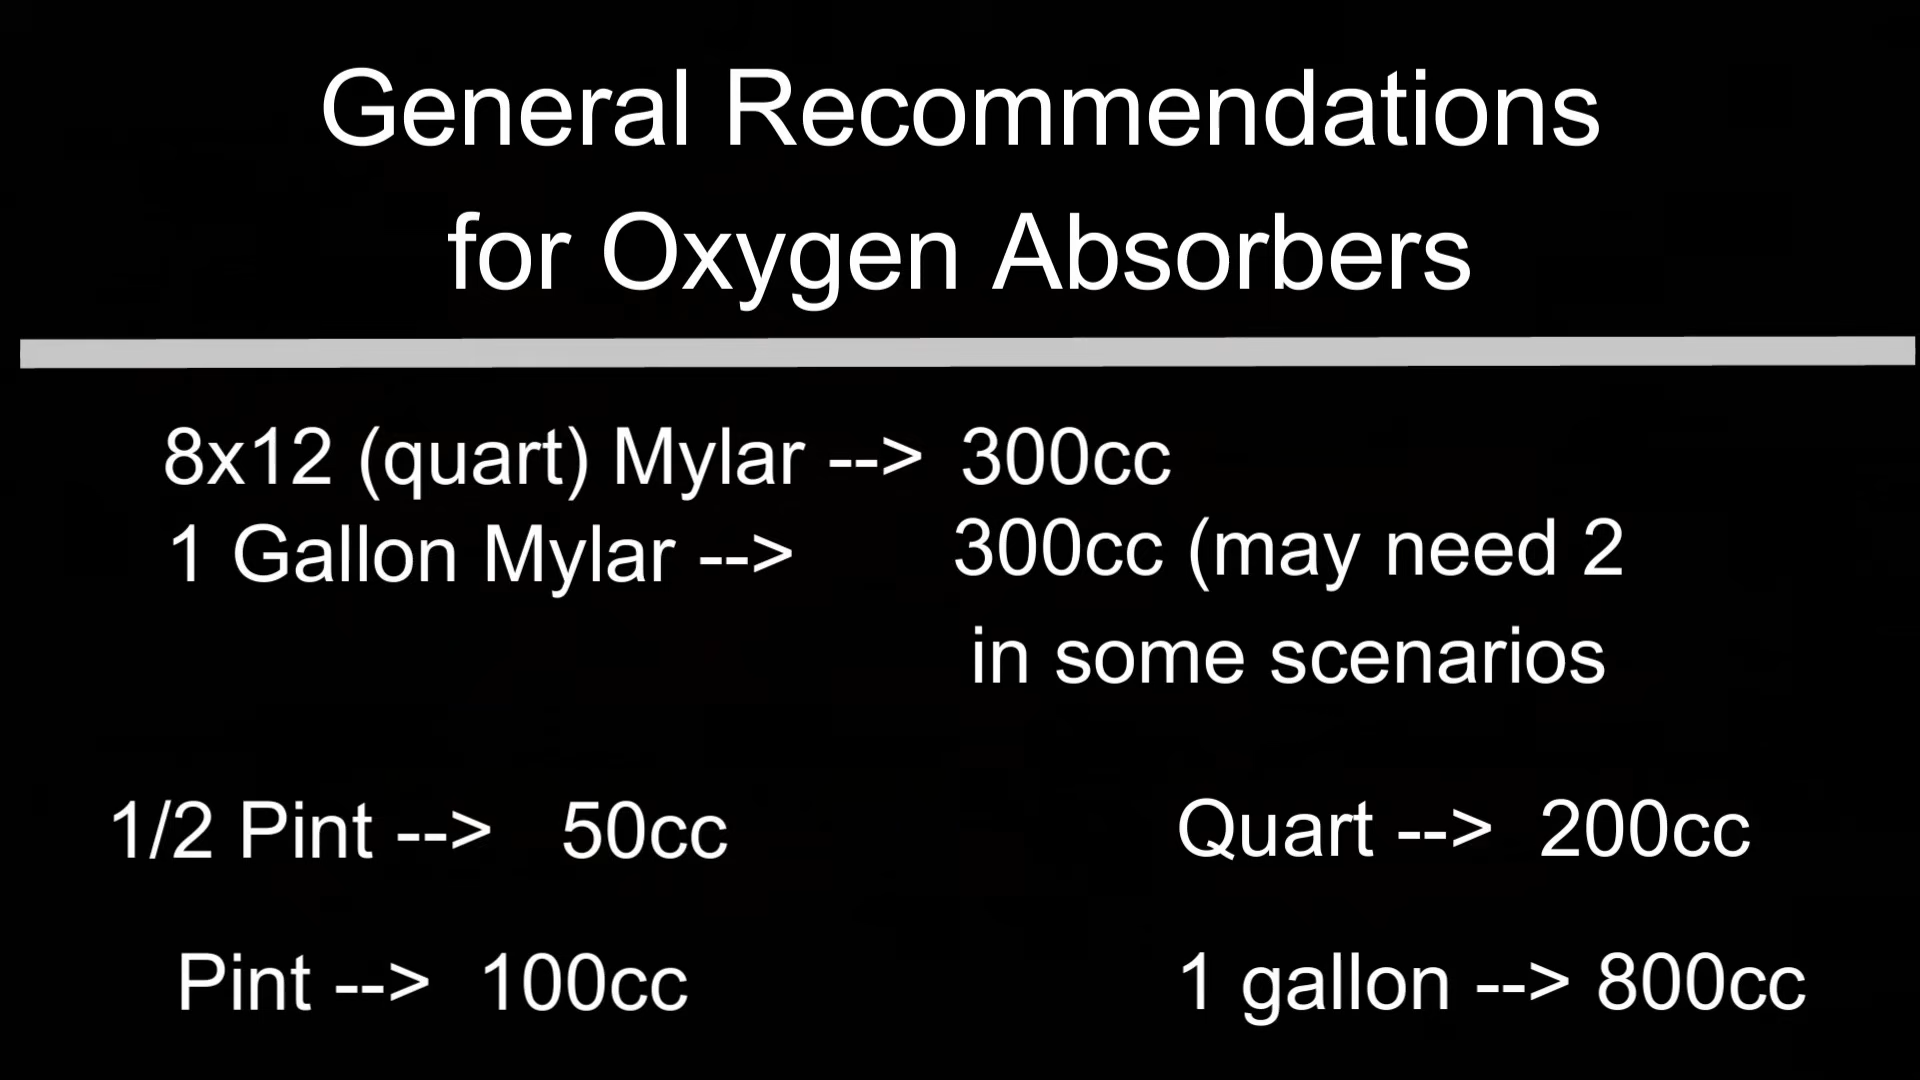 General Recommendations
for Oxygen Absorbers
8x12 (quart) Mylar --> 300cc
1 Gallon Mylar --> 300cc (may need 2
in some scenarios
1/2 Pint --> 50cc
Quart --> 200cc
Pint --> 100cc
1 gallon --> 800cc